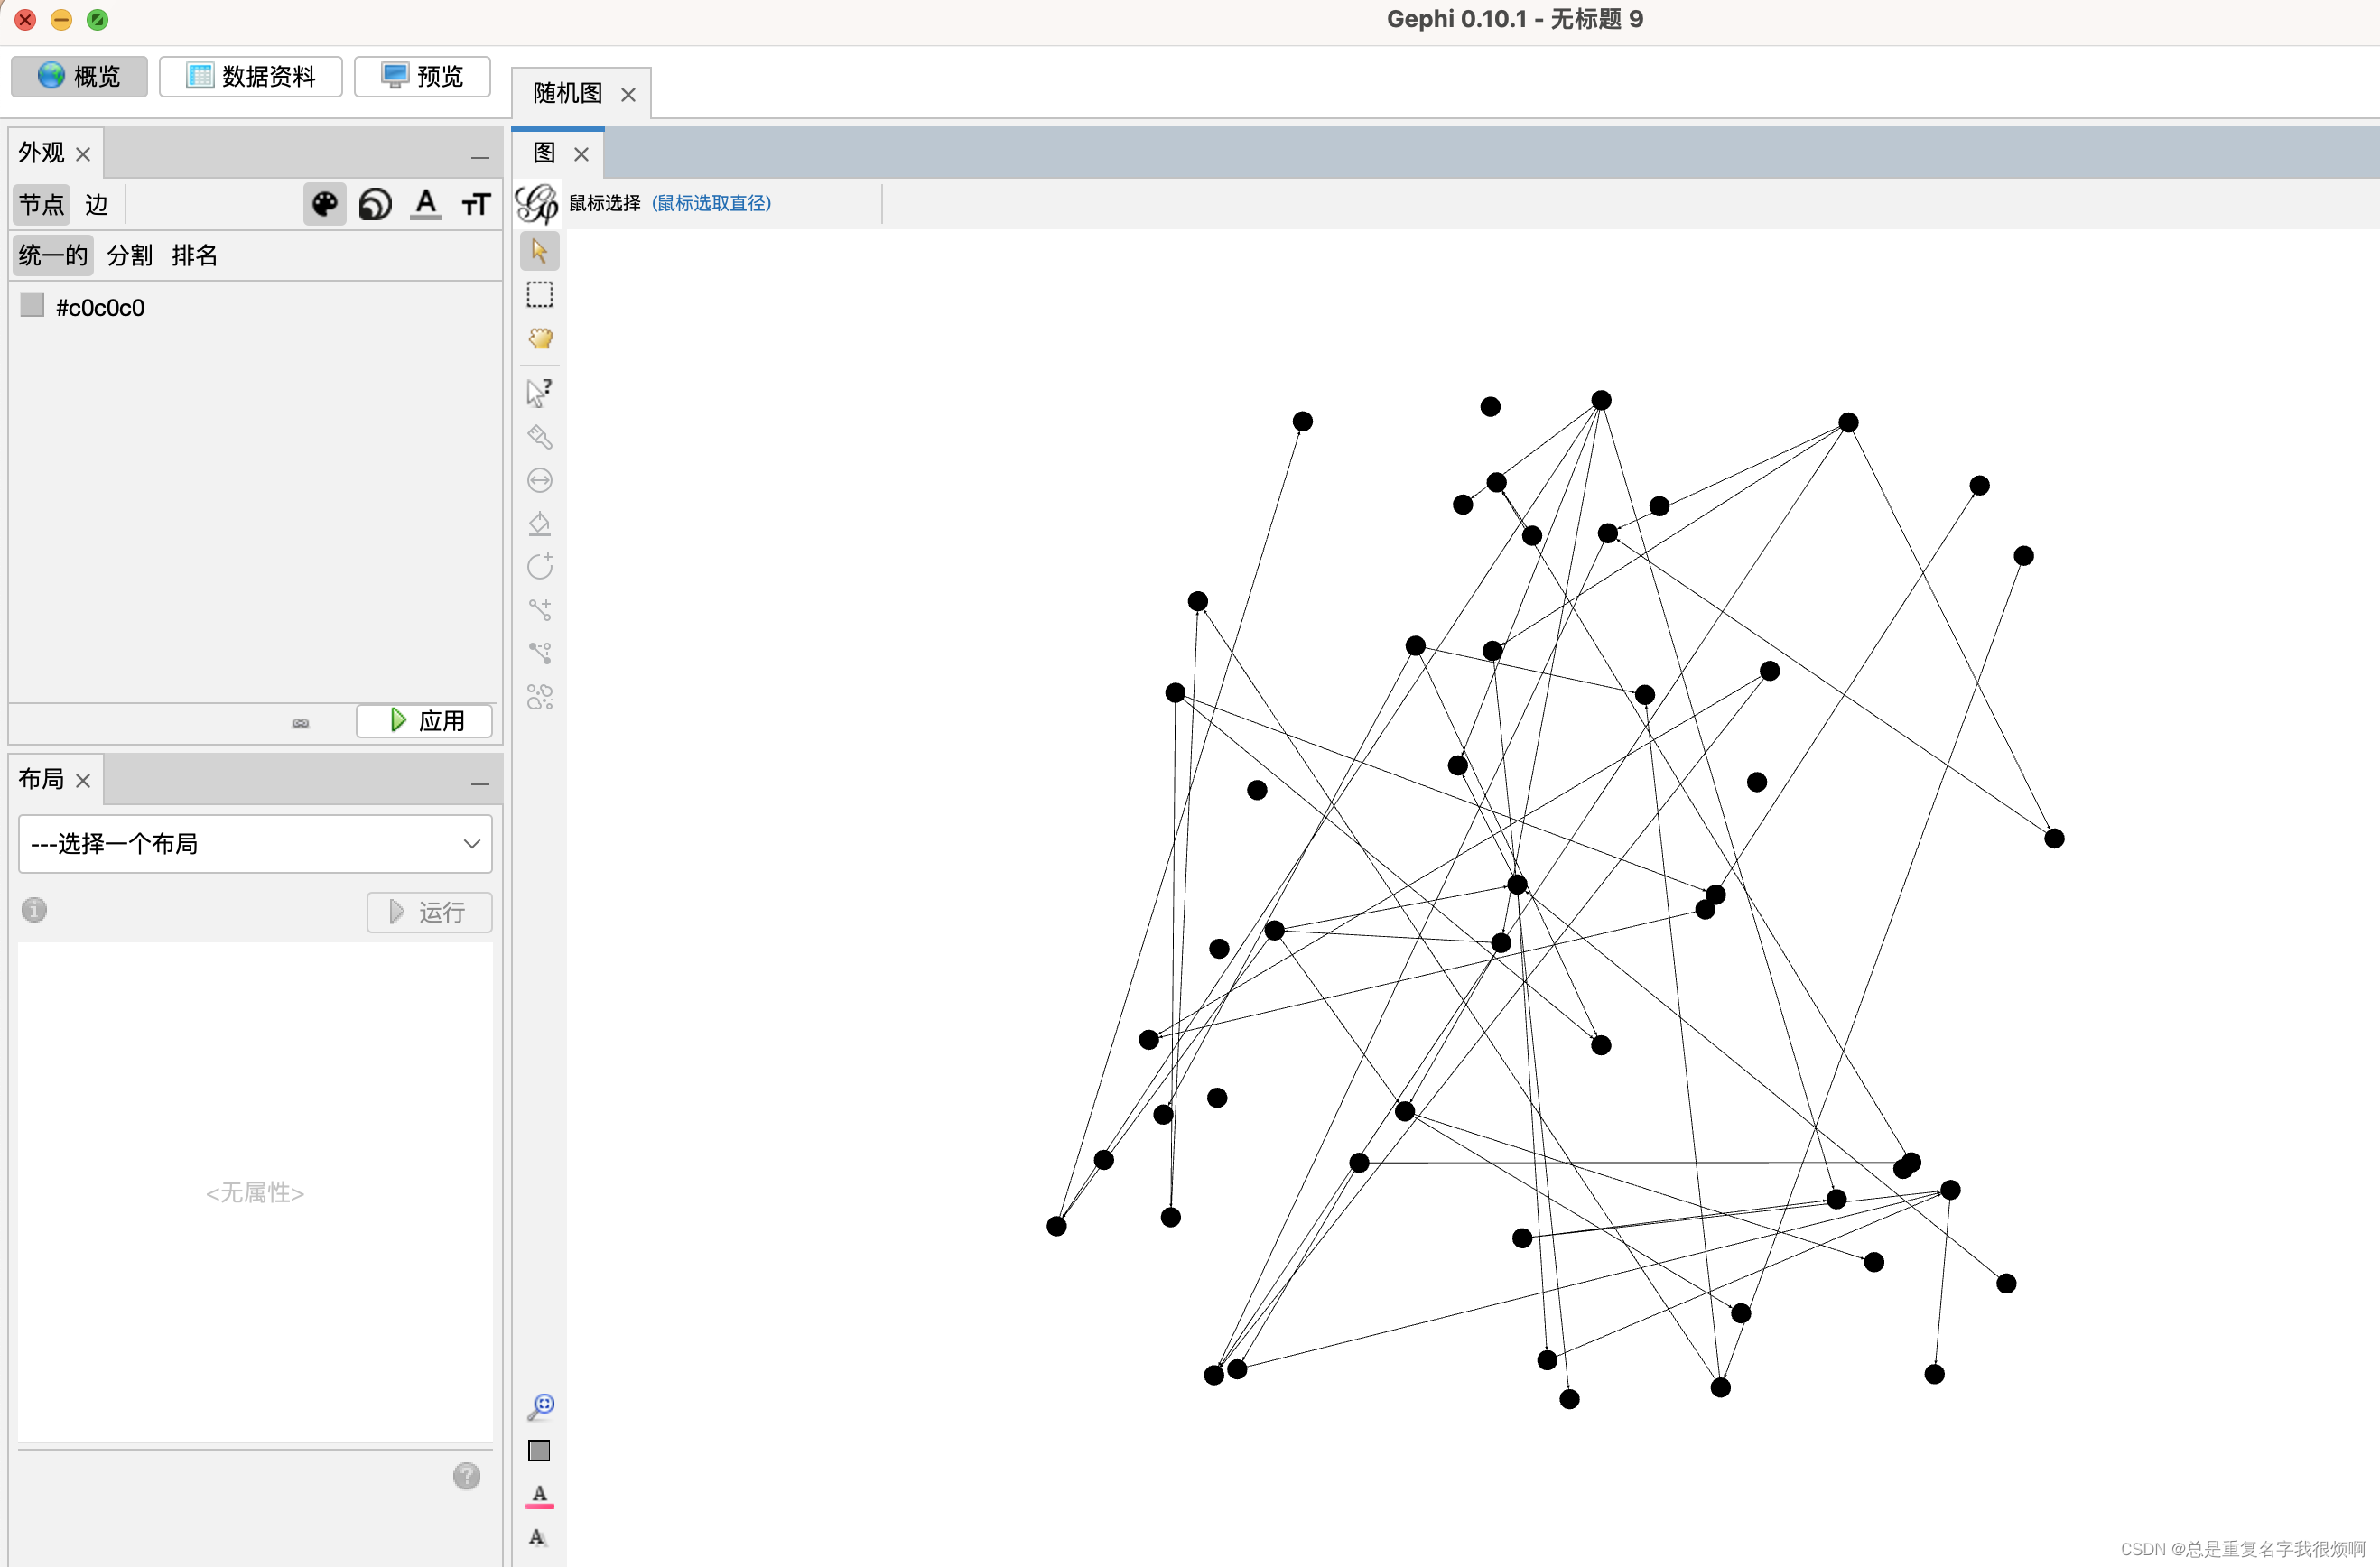 Gephi 0.10.1 - 无标题 9
概览
数据资料
预览
随机图
外观
图
节点 边
鼠标选择 (鼠标选取直径)
统一的 分割 排名
#c0c0c0
应用
布局
---选择一个布局
运行
<无属性>
CSDN @总是重复名字我很烦啊